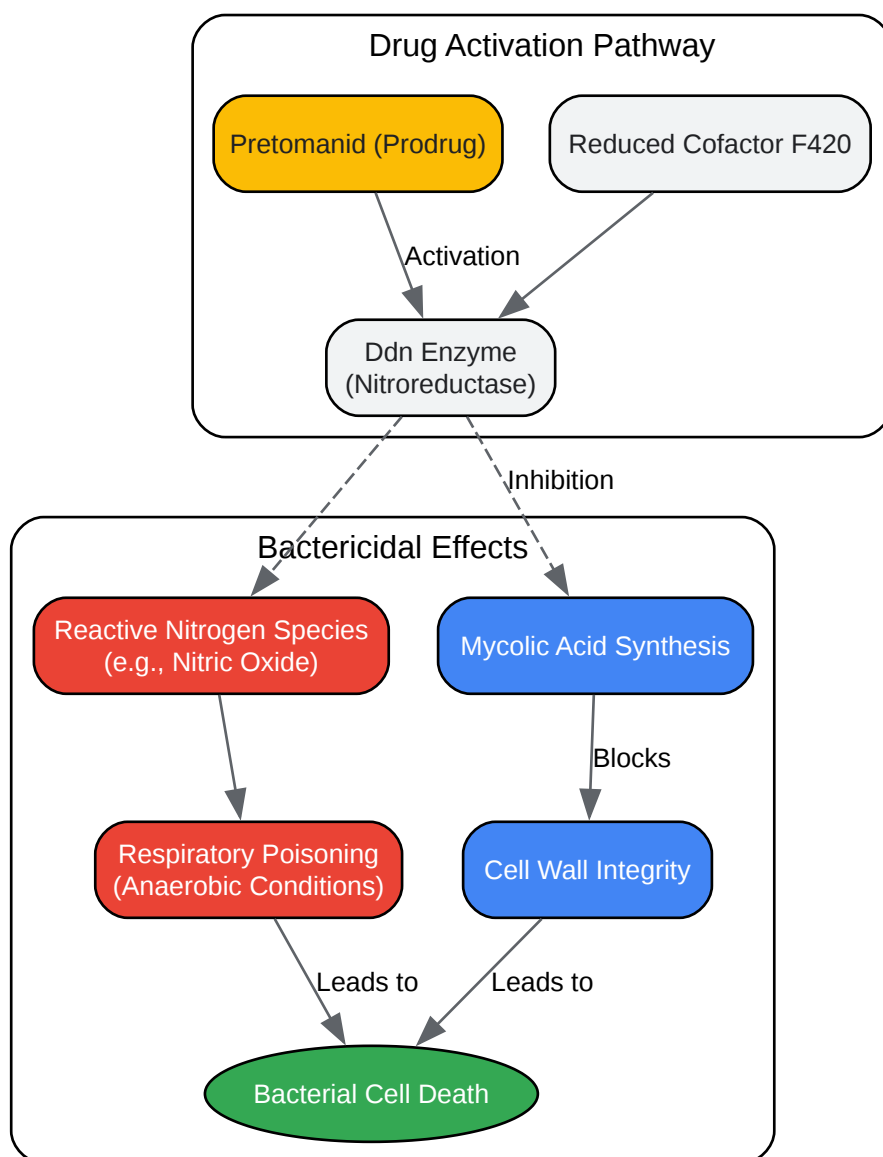 Drug Activation Pathway
Pretomanid (Prodrug)
Reduced Cofactor F420
Activation
Ddn Enzyme
(Nitroreductase)
Inhibition
Bactericidal Effects
Reactive Nitrogen Species
(e.g., Nitric Oxide)
Mycolic Acid Synthesis
Blocks
Respiratory Poisoning
(Anaerobic Conditions)
Cell Wall Integrity
Leads to
Leads to
Bacterial Cell Death